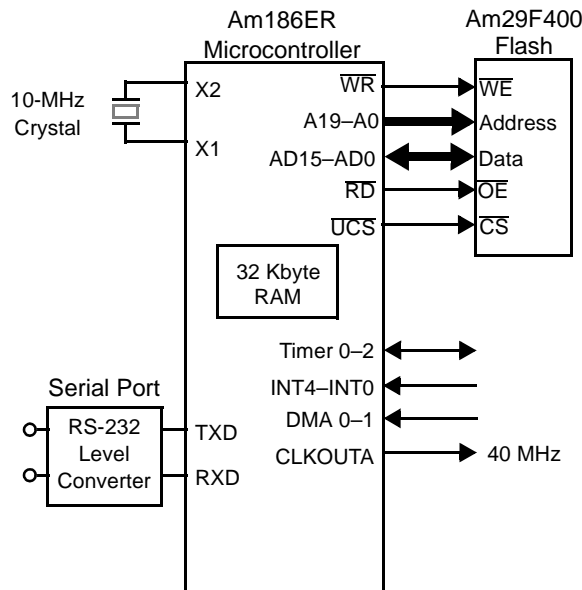 Am186ER
Microcontroller
Am29F400
Flash
10-MHz
Crystal
X2
X1
WR
A19–A0
AD15–AD0
RD
UCS
WE
Address
Data
OE
CS
32 Kbyte
RAM
Timer 0–2
INT4–INT0
DMA 0–1
CLKOUTA
40 MHz
Serial Port
RS-232
Level
Converter
TXD
RXD